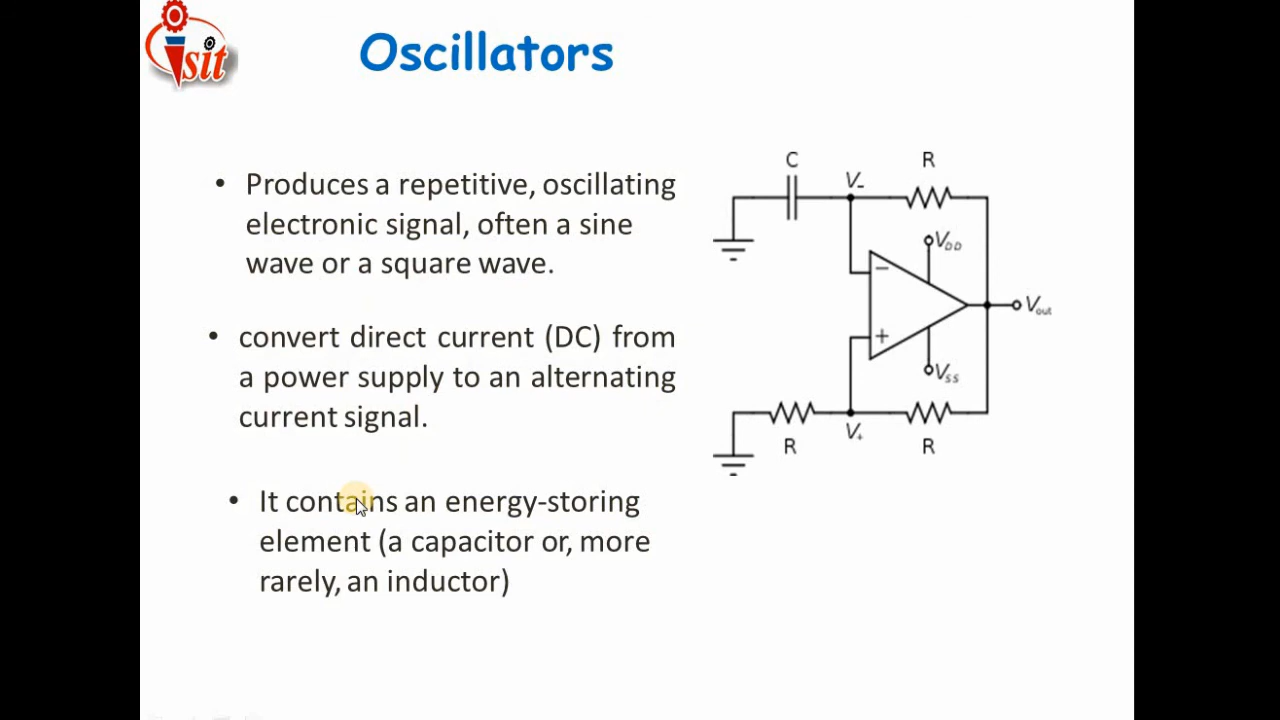 sit
Oscillators
• Produces a repetitive, oscillating
electronic signal, often a sine
wave or a square wave.
• convert direct current (DC) from
a power supply to an alternating
current signal.
• It contains an energy-storing
element (a capacitor or, more
rarely, an inductor)
C
R
V-
VDD
−
Vout
+
VSS
V+
R
R